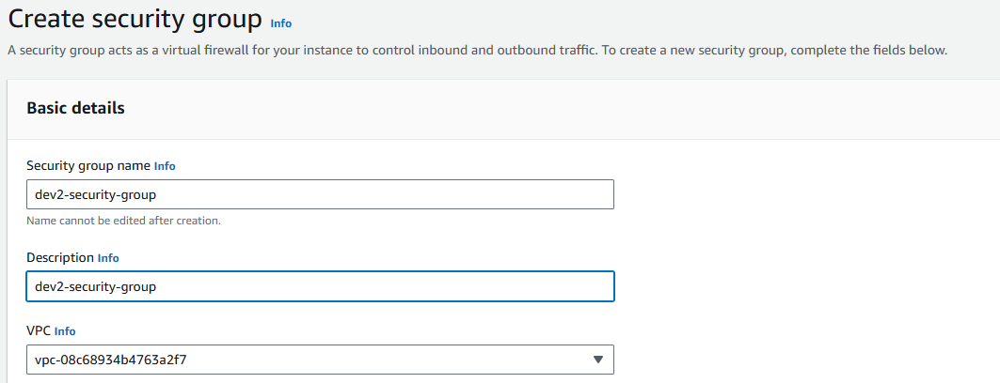 Create security group Info
A security group acts as a virtual firewall for your instance to control inbound and outbound traffic. To create a new security group, complete the fields below.
Basic details
Security group name Info
dev2-security-group
Name cannot be edited after creation.
Description Info
dev2-security-group
VPC Info
vpc-08c68934b4763a2f7